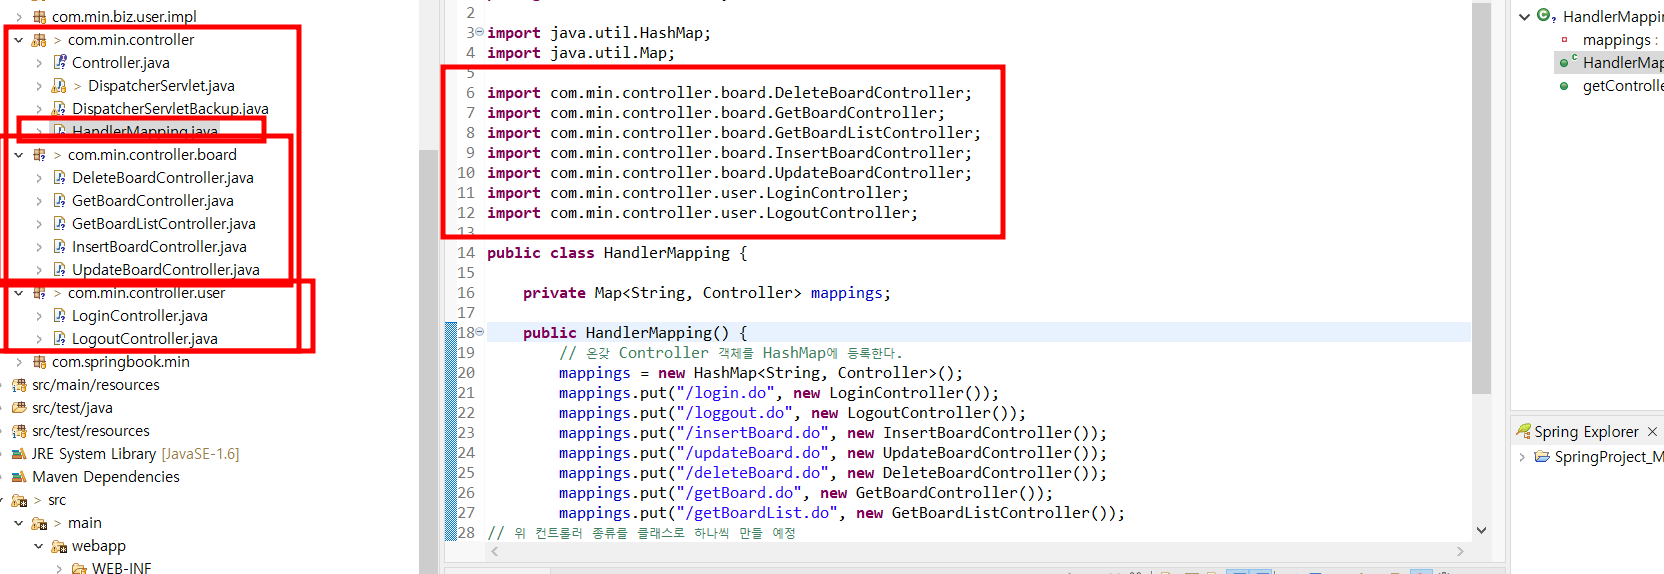 com.min.biz.user.impl
> com.min.controller
Controller.java
> DispatcherServlet.java
DispatcherServletBackup.java
HandlerMapping.java
> com.min.controller.board
DeleteBoardController.java
GetBoardController.java
GetBoardListController.java
InsertBoardController.java
UpdateBoardController.java
> com.min.controller.user
LoginController.java
LogoutController.java
com.springbook.min
src/main/resources
src/test/java
src/test/resources
JRE System Library [JavaSE-1.6]
Maven Dependencies
> src
> main
webapp
WEB-INF
2
3 import java.util.HashMap;
4 import java.util.Map;
5
6 import com.min.controller.board.DeleteBoardController;
7 import com.min.controller.board.GetBoardController;
8 import com.min.controller.board.GetBoardListController;
9 import com.min.controller.board.InsertBoardController;
10 import com.min.controller.board.UpdateBoardController;
11 import com.min.controller.user.LoginController;
12 import com.min.controller.user.LogoutController;
13
14 public class HandlerMapping {
15
16 private Map<String, Controller> mappings;
17
18 public HandlerMapping() {
19 // 온갖 Controller 객체를 HashMap에 등록한다.
20 mappings = new HashMap<String, Controller>();
21 mappings.put("/login.do", new LoginController());
22 mappings.put("/loggout.do", new LogoutController());
23 mappings.put("/insertBoard.do", new InsertBoardController());
24 mappings.put("/updateBoard.do", new UpdateBoardController());
25 mappings.put("/deleteBoard.do", new DeleteBoardController());
26 mappings.put("/getBoard.do", new GetBoardController());
27 mappings.put("/getBoardList.do", new GetBoardListController());
28 // 위 컨트롤러 종류를 클래스로 하나씩 만들 예정
HandlerMappin
mappings :
HandlerMap
getControlle
Spring Explorer
SpringProject_M